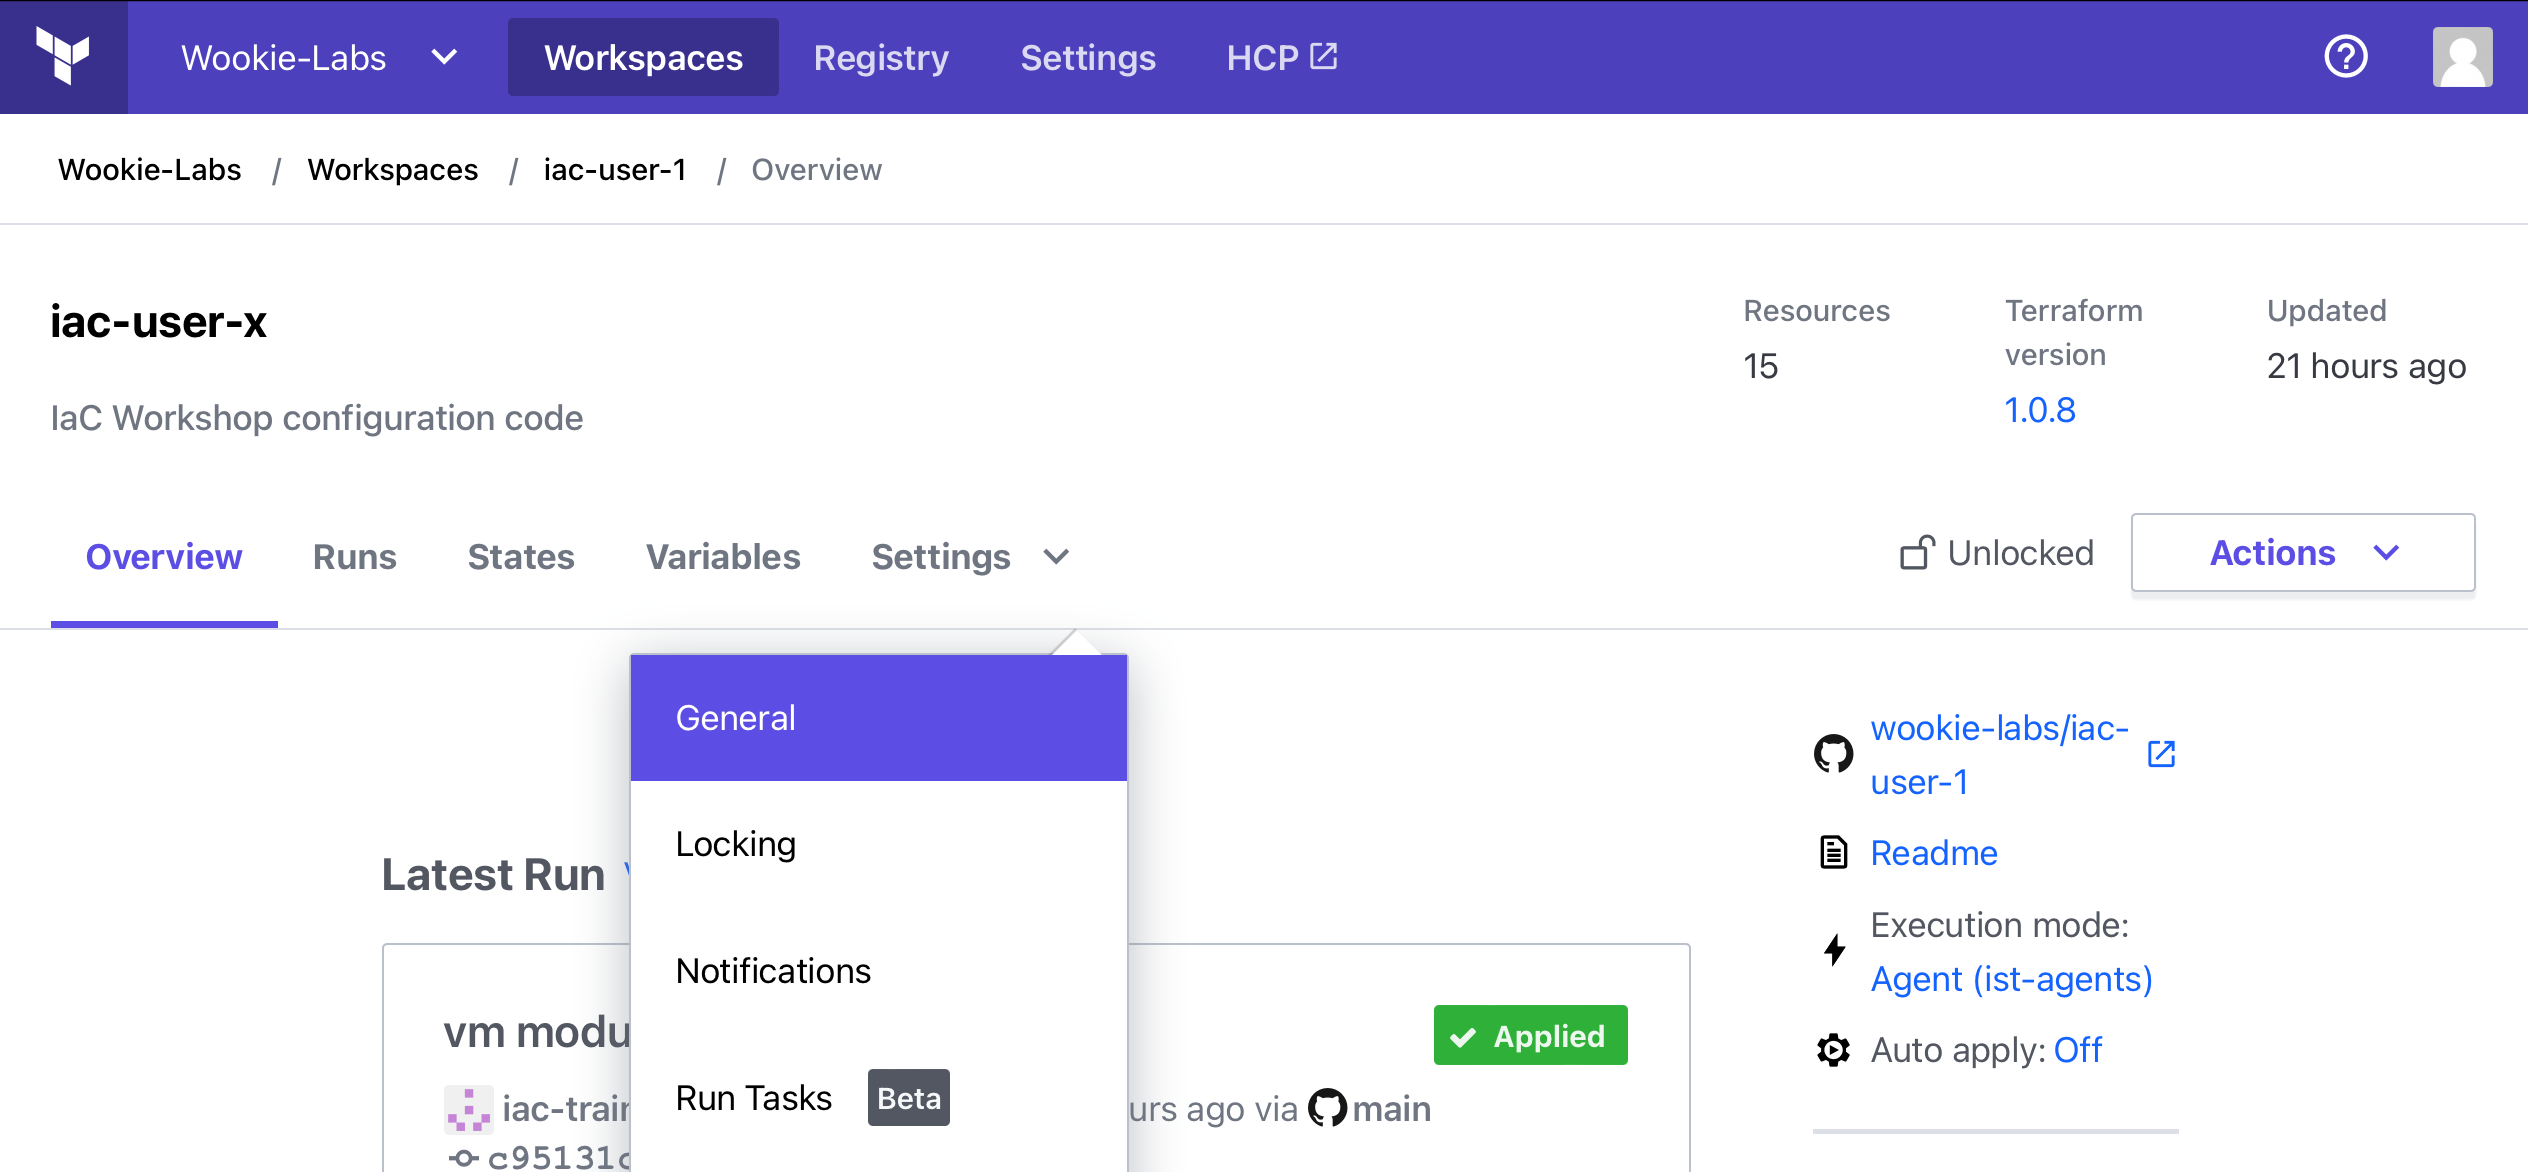 Wookie-Labs Workspaces Registry Settings HCP
Wookie-Labs / Workspaces / iac-user-1 / Overview
iac-user-x
IaC Workshop configuration code
Resources
15
Terraform
version
1.0.8
Updated
21 hours ago
Overview Runs States Variables Settings
Unlocked
Actions
General
Locking
Notifications
Run Tasks Beta
Latest Run
vm modu
Applied
iac-train
urs ago via main
c95131c
wookie-labs/iac-
user-1
Readme
Execution mode:
Agent (ist-agents)
Auto apply: Off